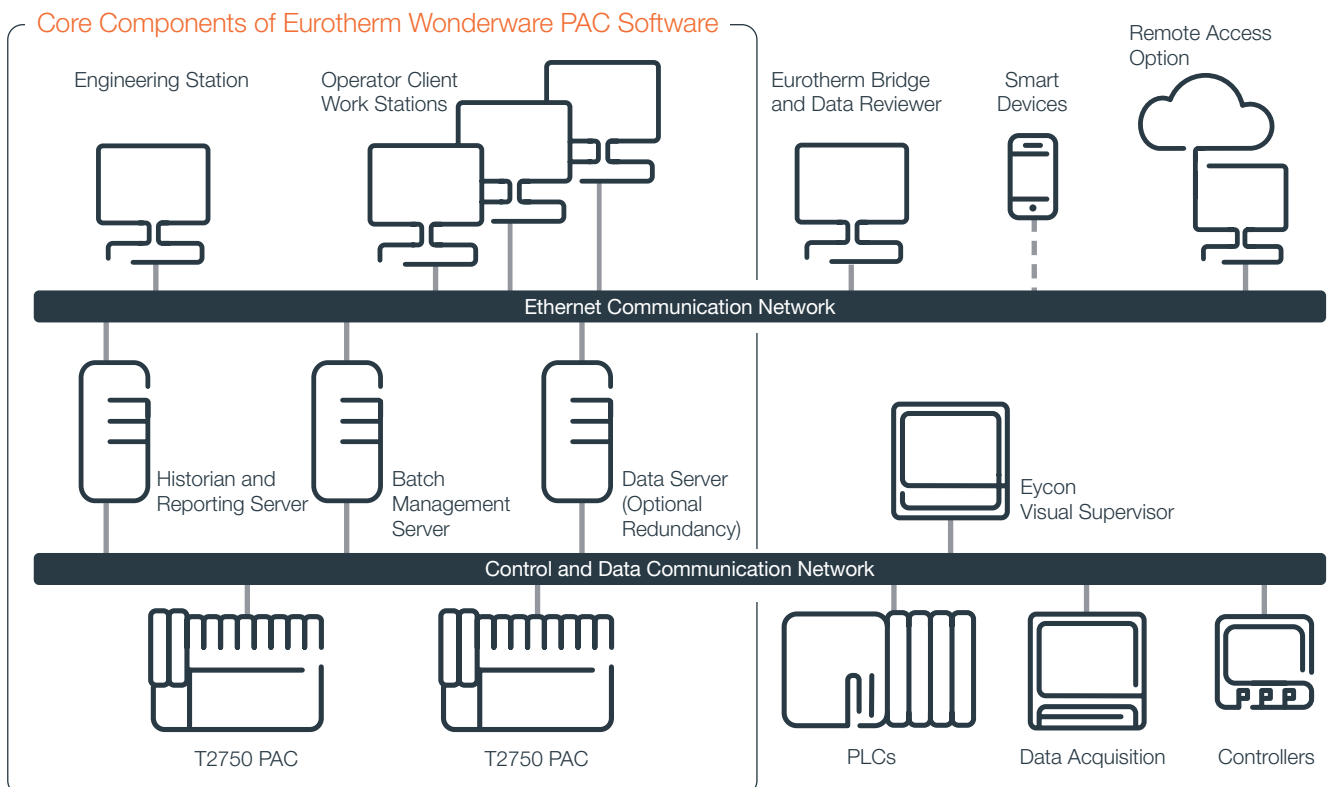 Core Components of Eurotherm Wonderware PAC Software
Engineering Station
Operator Client
Work Stations
Eurotherm Bridge
and Data Reviewer
Smart
Devices
Remote Access
Option
Ethernet Communication Network
Historian and
Reporting Server
Batch
Management
Server
Data Server
(Optional
Redundancy)
Eycon
Visual Supervisor
Control and Data Communication Network
T2750 PAC
T2750 PAC
PLCs
Data Acquisition
Controllers